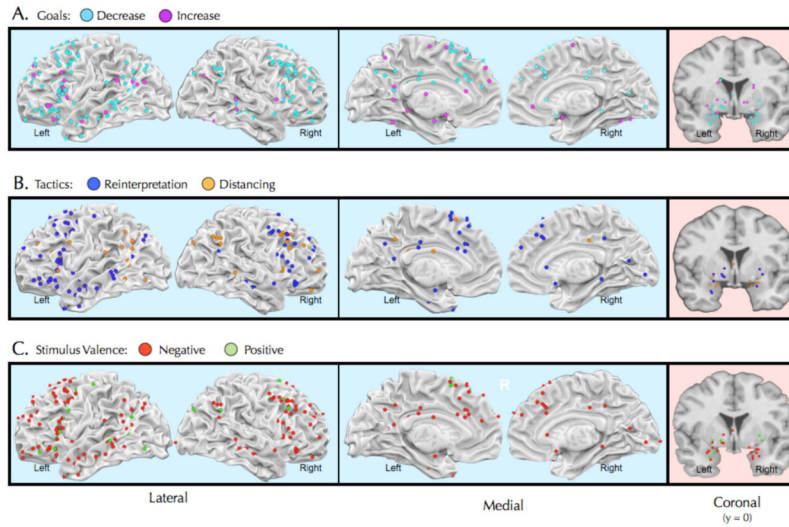 A. Goals: Decrease Increase
Left Right Left Right Left Right
B. Tactics: Reinterpretation Distancing
Left Right Left Right Left Right
C. Stimulus Valence: Negative Positive
R
Left Right Left Right Left Right
Lateral Medial Coronal
(y = 0)